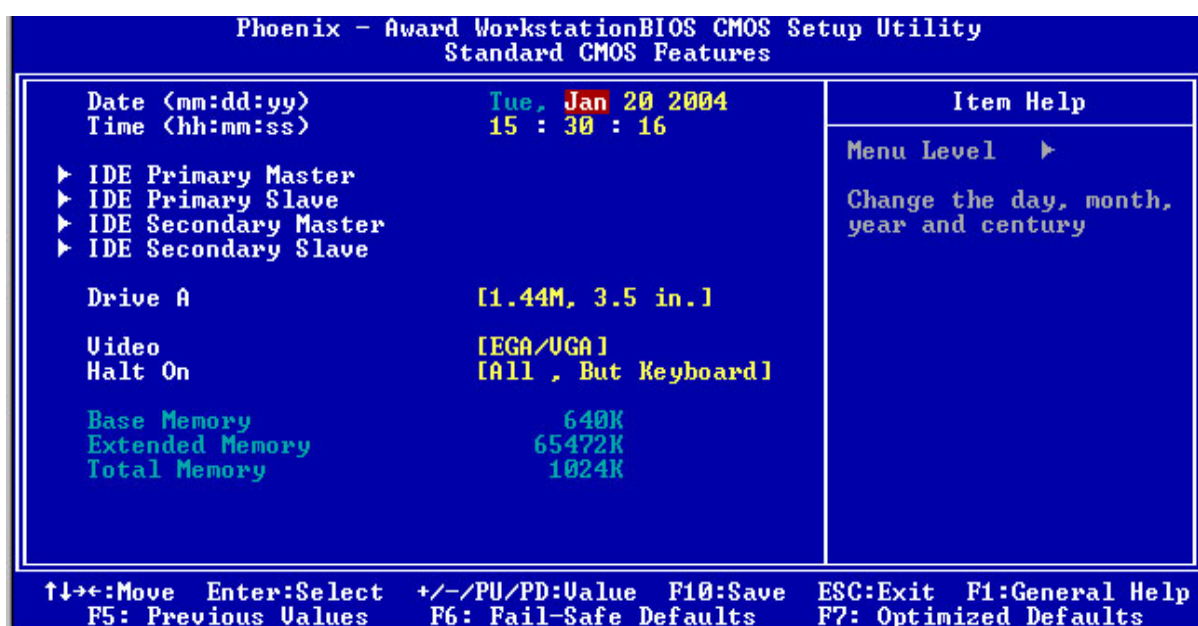 Phoenix - Award WorkstationBIOS CMOS Setup Utility
Standard CMOS Features
Date (mm:dd:yy) Tue, Jan 20 2004
Time (hh:mm:ss) 15 : 30 : 16
► IDE Primary Master
► IDE Primary Slave
► IDE Secondary Master
► IDE Secondary Slave
Drive A [1.44M, 3.5 in.]
Video [EGA/VGA]
Halt On [All , But Keyboard]
Base Memory 640K
Extended Memory 65472K
Total Memory 1024K
Item Help
Menu Level ►
Change the day, month,
year and century
↑↓→←:Move Enter:Select +/-/PU/PD:Value F10:Save ESC:Exit F1:General Help
F5: Previous Values F6: Fail-Safe Defaults F7: Optimized Defaults